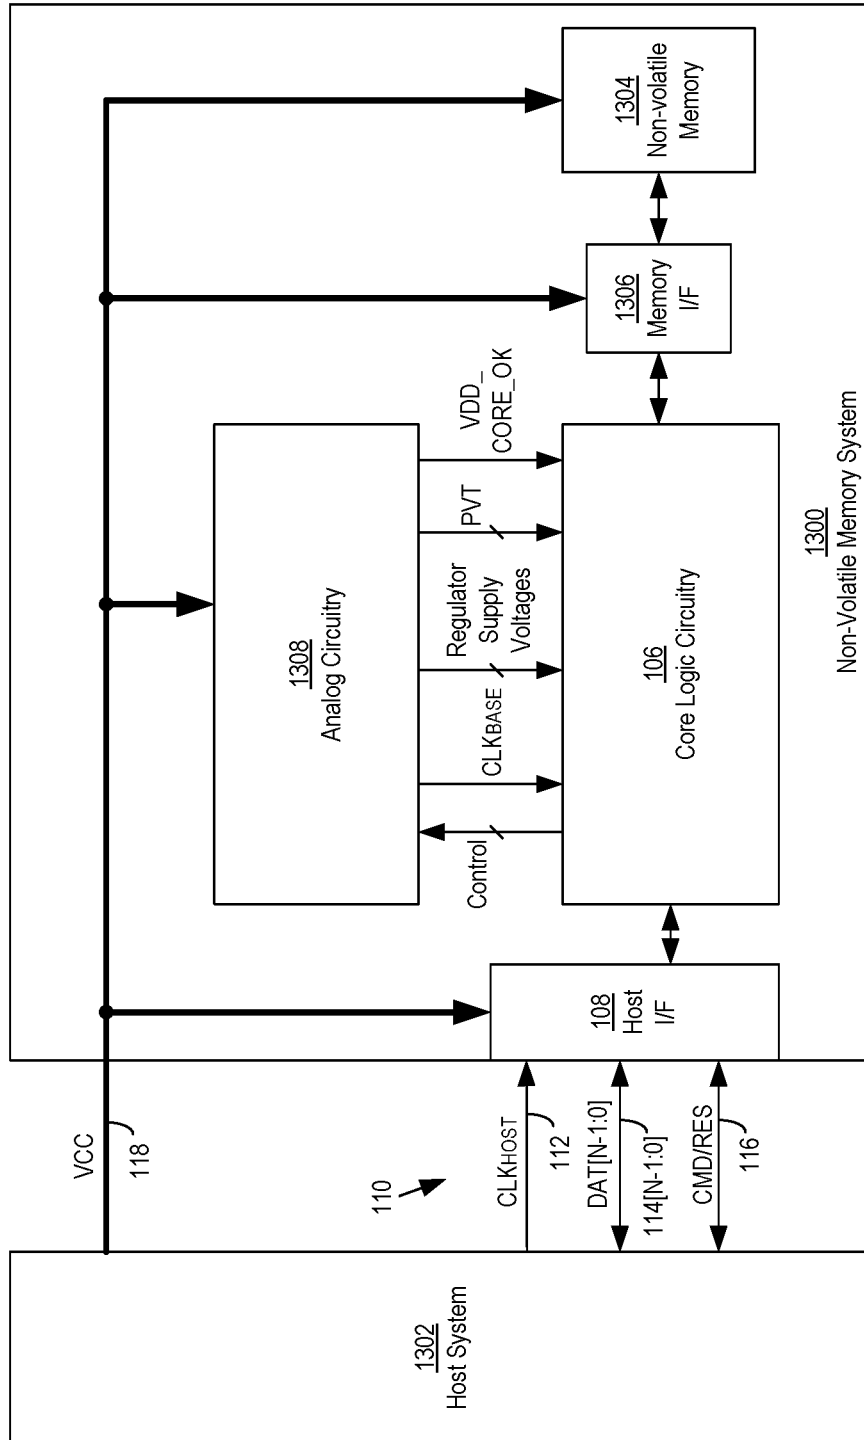 1302
Host System
VCC
118
110
CLKHOST
112
DAT[N-1:0]
114[N-1:0]
CMD/RES
116
108
Host
I/F
1308
Analog Circuitry
Control
CLKBASE
Regulator
Supply
Voltages
PVT
VDD_
CORE_OK
106
Core Logic Circuitry
1306
Memory
I/F
1304
Non-volatile
Memory
1300
Non-Volatile Memory System